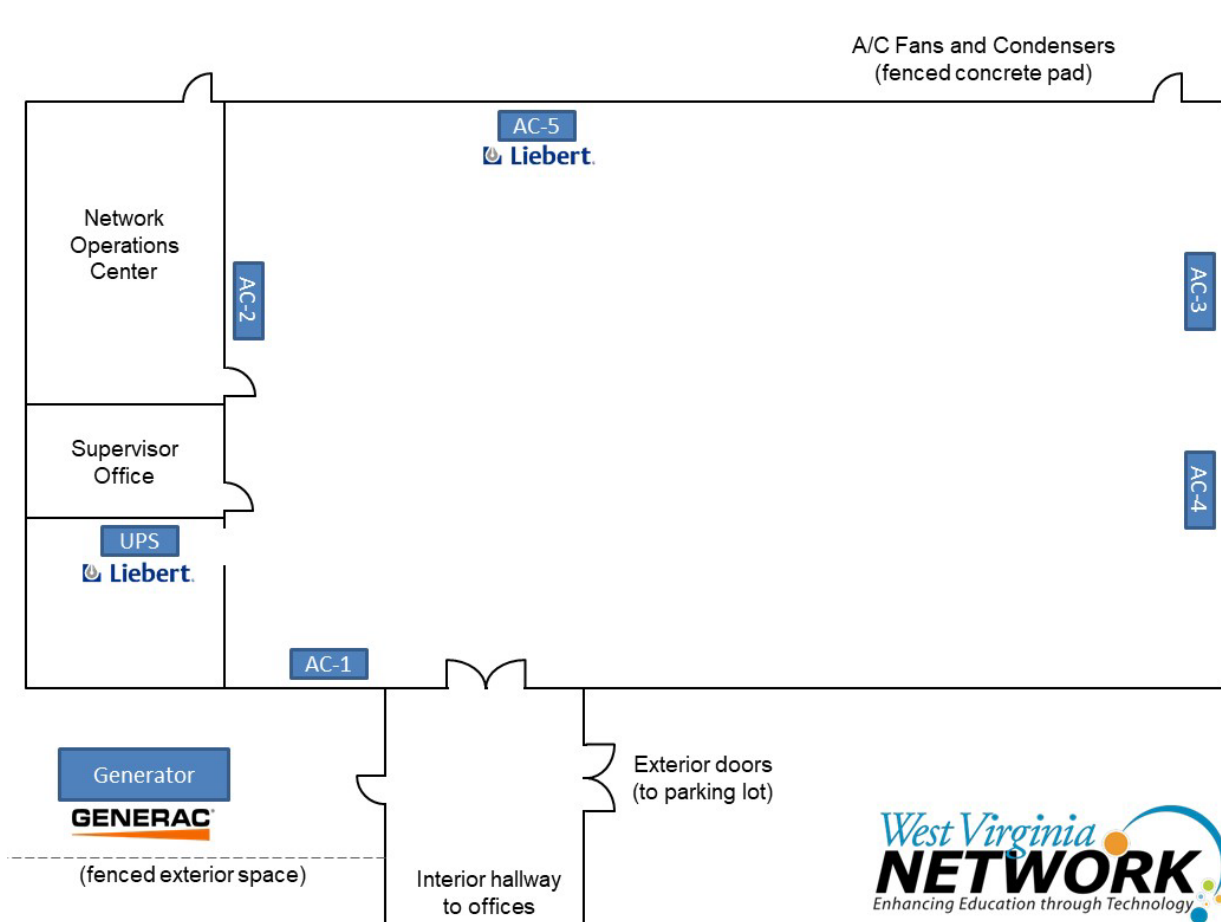 A/C Fans and Condensers
(fenced concrete pad)
AC-5
Liebert.
Network
Operations
Center
AC-2
AC-3
Supervisor
Office
AC-4
UPS
Liebert.
AC-1
Generator
GENERAC
(fenced exterior space)
Exterior doors
(to parking lot)
Interior hallway
to offices
West Virginia
NETWORK
Enhancing Education through Technology